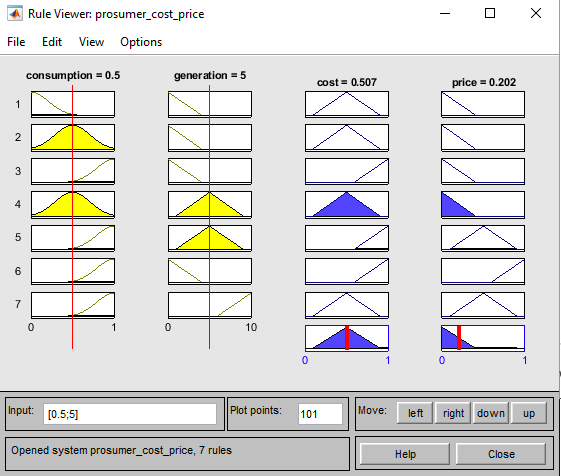 Rule Viewer: prosumer_cost_price
File Edit View Options
consumption = 0.5 generation = 5 cost = 0.507 price = 0.202
1
2
3
4
5
6
7
0 1 0 10
0 1 0 1
Input: [0.5;5] Plot points: 101 Move: left right down up
Opened system prosumer_cost_price, 7 rules Help Close